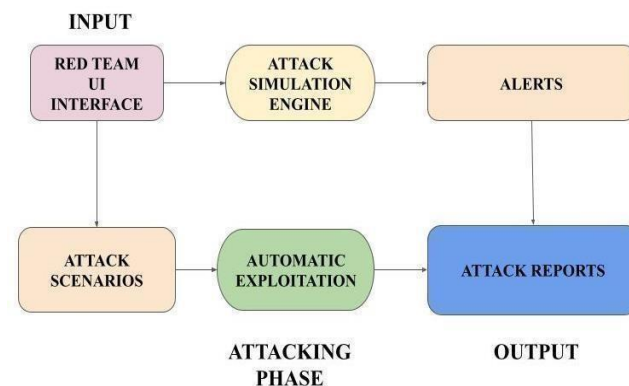 INPUT
RED TEAM
UI
INTERFACE
ATTACK
SIMULATION
ENGINE
ALERTS
ATTACK
SCENARIOS
AUTOMATIC
EXPLOITATION
ATTACK REPORTS
ATTACKING
PHASE
OUTPUT